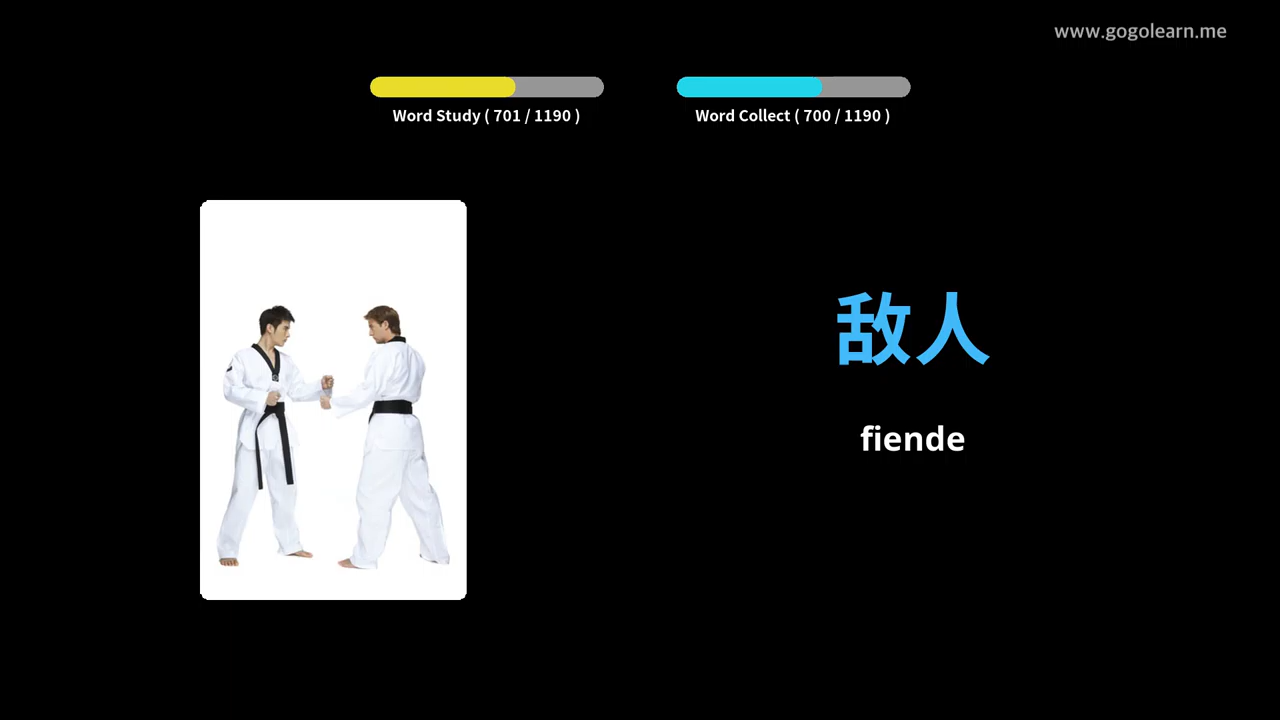 www.gogolearn.me
Word Study ( 701 / 1190 )
Word Collect ( 700 / 1190 )
敌人
fiende